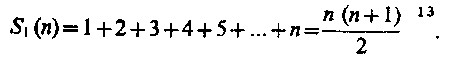 S₁ (n)=1+2+3+4+5+ ... +n= n (n+1) / 2 ¹³.